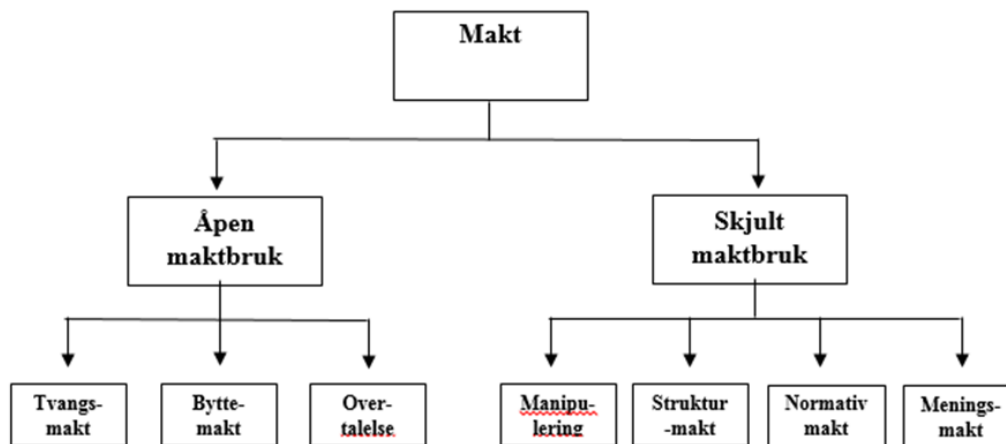 Makt
Åpen
maktbruk
Skjult
maktbruk
Tvangs-
makt
Bytte-
makt
Over-
talelse
Manipu-
lering
Struktur
-makt
Normativ
makt
Menings-
makt